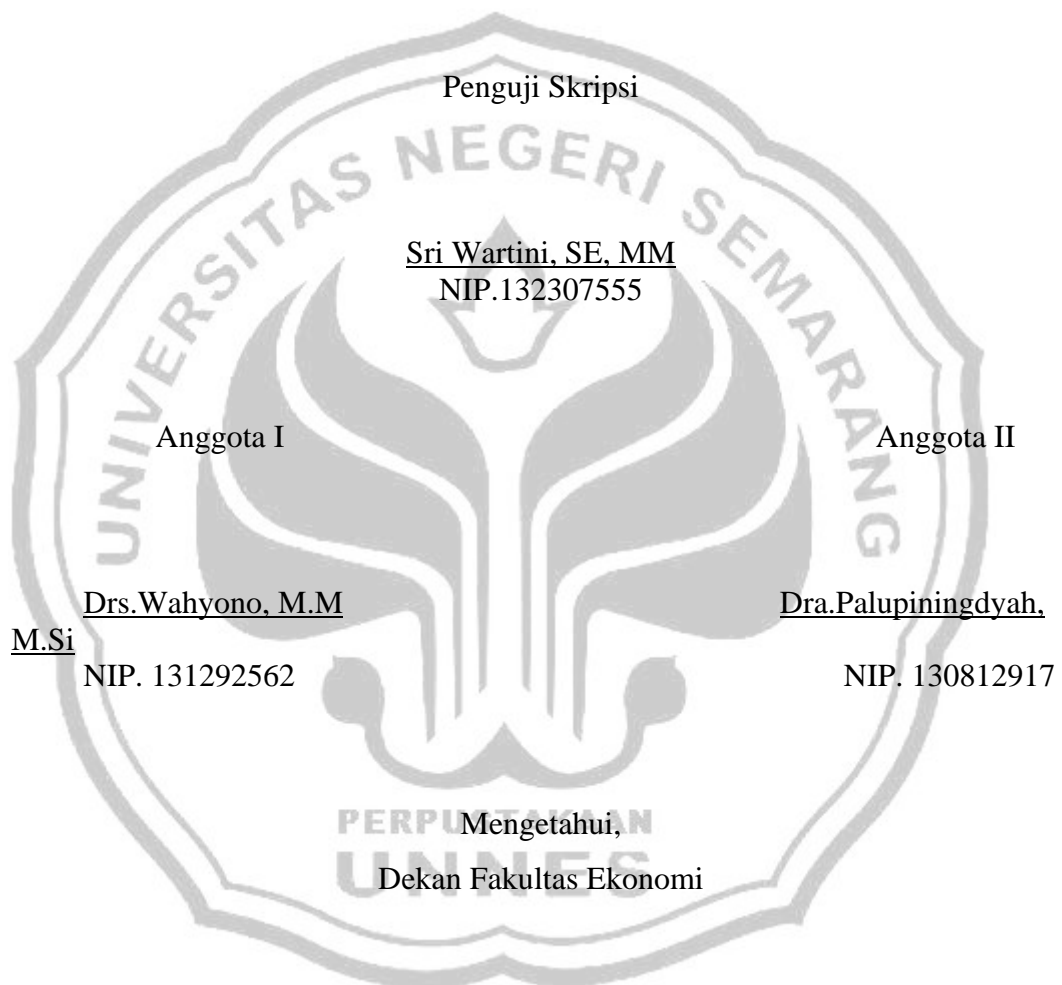 Penguji Skripsi
UNIVERSITAS NEGERI SEMARANG
Sri Wartini, SE, MM
NIP.132307555
Anggota I Anggota II
Drs.Wahyono, M.M Dra.Palupiningdyah,
M.Si
NIP. 131292562 NIP. 130812917
PERPUSTAKAAN
Mengetahui,
UNNES
Dekan Fakultas Ekonomi